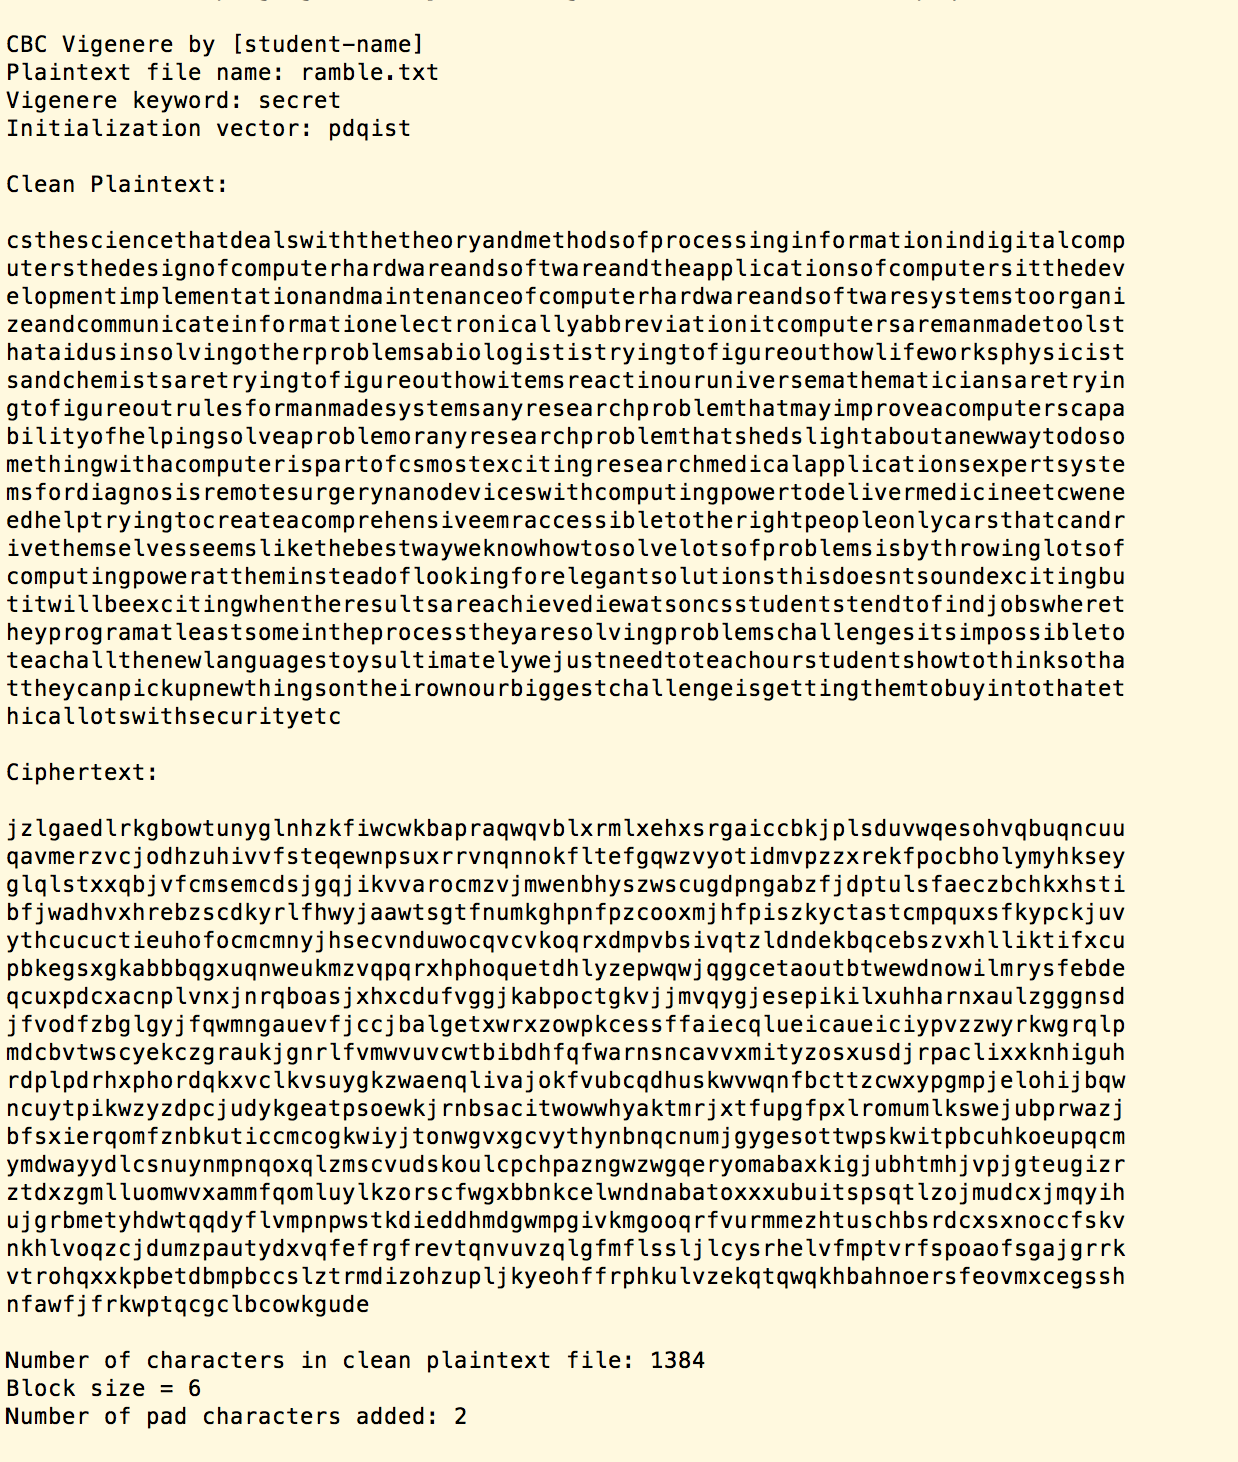 CBC Vigenere by [student-name]
Plaintext file name: ramble.txt
Vigenere keyword: secret
Initialization vector: pdqist
Clean Plaintext:
csthesciencethatdealswiththetheoryandmethodsofprocessinginformationindigitalcomp
utersthedesignofcomputerhardwareandsoftwareandtheapplicationsofcomputersitthedev
elopmentimplementationandmaintenanceofcomputerhardwareandsoftwaresystemstoorgani
zeandcommunicateinformationelectronicallyabbreviationitcomputersaremanmadetoolst
hataidusinsolvingotherproblemsabiologististryingtofigureouthowlifeworksphysicist
sandchemistsaretryingtofigureouthowitemsreactinouruniversemathematiciansaretryin
gtofigureoutrulesformanmadesystemsanyresearchproblemthatmayimproveacomputerscapa
bilityofhelpingsolveaproblemoranyresearchproblemthatshedslightaboutanewwaytodoso
methingwithacomputerispartofcsmostexcitingresearchmedicalapplicationsexpertsyste
msfordiagnosisremotesurgerynanodeviceswithcomputingpowertodelivermedicineetcwene
edhelptryingtocreateacomprehensiveemraccessibletotherightpeopleonlycarsthatcandr
ivethemselvesseemslikethebestwayweknowhowtosolvelotsofproblemsisbythrowinglotsof
computingpowerattheminsteadoflookingforelegantsolutionsthisdoesntsoundexcitingbu
titwillbeexcitingwhentheresultsareachievediewatsoncsstudentstendtofindjobswheret
heyprogramatleastsomeintheprocesstheyaresolvingproblemschallengesitsimpossibleto
teachallthenewlanguagestoysultimatelywejustneedtoteachourstudentshowtothinksotha
ttheycanpickupnewthingsontheirownourbiggestchallengeisgettingthemtobuyintothatet
hicallotswithsecurityetc
Ciphertext:
jzlgaedlrkgbowtunyglnhzkfiwcwkbapraqwqvblxrmlxehxsrgaiccbkjplsduvwqesohvqbuqncuu
qavmerzvcjodhzuhivvfsteqewnpsuxrrvnqnnokfltefgqwzvyotidmvpzzxrekfpocbholymyhksey
glqlstxxqbjvfcmsemcdsjgqjikvvarocmzvjmwenbhyszwscugdpngabzfjdptulsfaeczbchkxhsti
bfjwadhvxhrebzscdkyrlfhwyjaawtsgtfnumkghpnfpzcooxmjhfpiszkyctastcmpquxsfkypckjuv
ythcucuctieuhofocmcmnyjhsecvnduwocqvcvkoqrxdmpvbsivqtzldndekbqcebszvxhlliktifxcu
pbkegsxgkabbbqgxuqnweukmzvqpqrxhphoquetdhlyzepwqwjqggcetaoutbtwewdnowilmrysfebde
qcuxpdcxacnplvnxjnrqboasjxhxcdufvggjkabpoctgkvjjmvqygjesepikilxuhharnxaulzgggnsd
jfvodfzbglgyjfqwmngauevfjccjbalgetxwrxzowpkcessffaiecqlueicaueiciypvzzwyrkwgrqlp
mdcbvtwscyekczgraukjgnrlfvmwvuvcwtbibdhfqfwarnsncavvxmityzosxusdjrpaclixxknhiguh
rdplpdrhxphordqkxvclkvsuygkzwaenqlivajokfvubcqdhuskwvwqnfbcttzcwxypgmpjelohijbqw
ncuytpikwzyzdpcjudykgeatpsoewkjrnbsacitwowwhyaktmrjxtfupgfpxlromumlkswejubprwazj
bfsxierqomfznbkuticcmcogkwiyjtonwgvxgcvythynbnqcnumjgygesottwpskwitpbcuhkoeupqcm
ymdwayydlcsnuynmpnqoxqlzmscvudskoulcpchpazngwzwgqeryomabaxkigjubhtmhjvpjgteugizr
ztdxzgmlluomwvxammfqomluylkzorscfwgxbbnkcelwndnabatoxxxubuitspsqtlzojmudcxjmqyih
ujgrbmetyhdwtqqdyflvmpnpwstkdieddhmdgwmpgivkmgooqrfvurmmezhtuschbsrdcxsxnoccfskv
nkhlvoqzcjdumzpautydxvqfefrgfrevtqnvuvzqlgfmflssljlcysrhelvfmptvrfspoaofsgajgrrk
vtrohqxxkpbetdbmpbccslztrmdizohzupljkyeohffrphkulvzekqtqwqkhbahnoersfeovmxcegssh
nfawfjfrkwptqcgclbcowkgude
Number of characters in clean plaintext file: 1384
Block size = 6
Number of pad characters added: 2